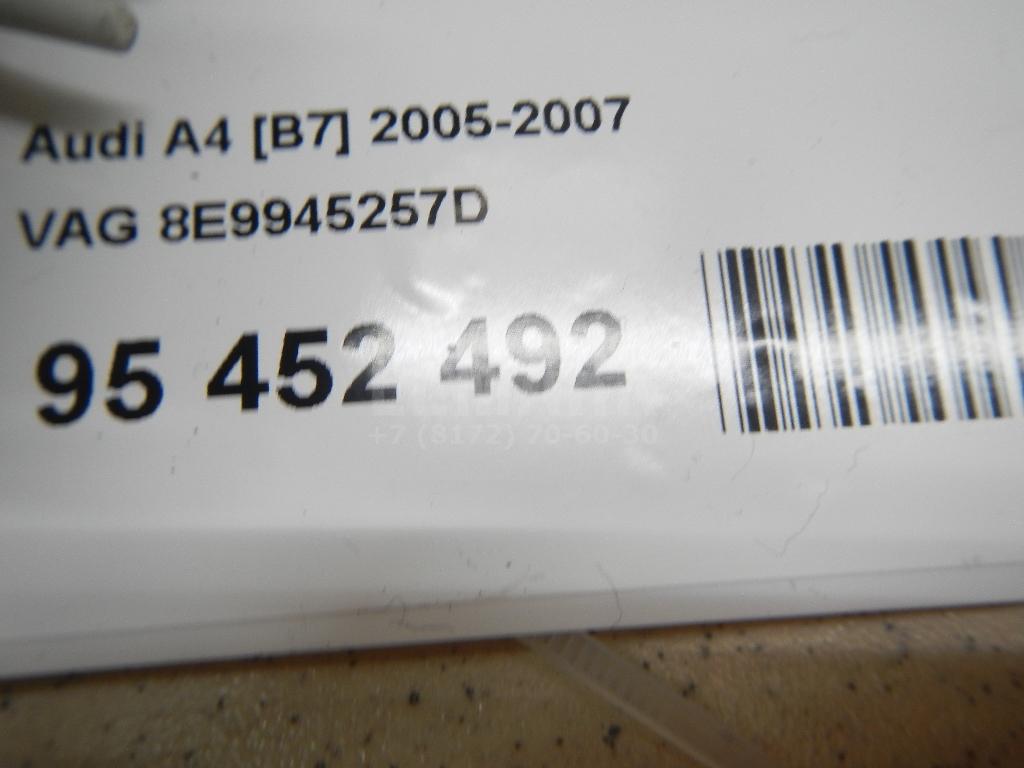 Audi A4 [B7] 2005-2007
VAG 8E9945257D
95 452 492
+7 (8172) 70-60-30